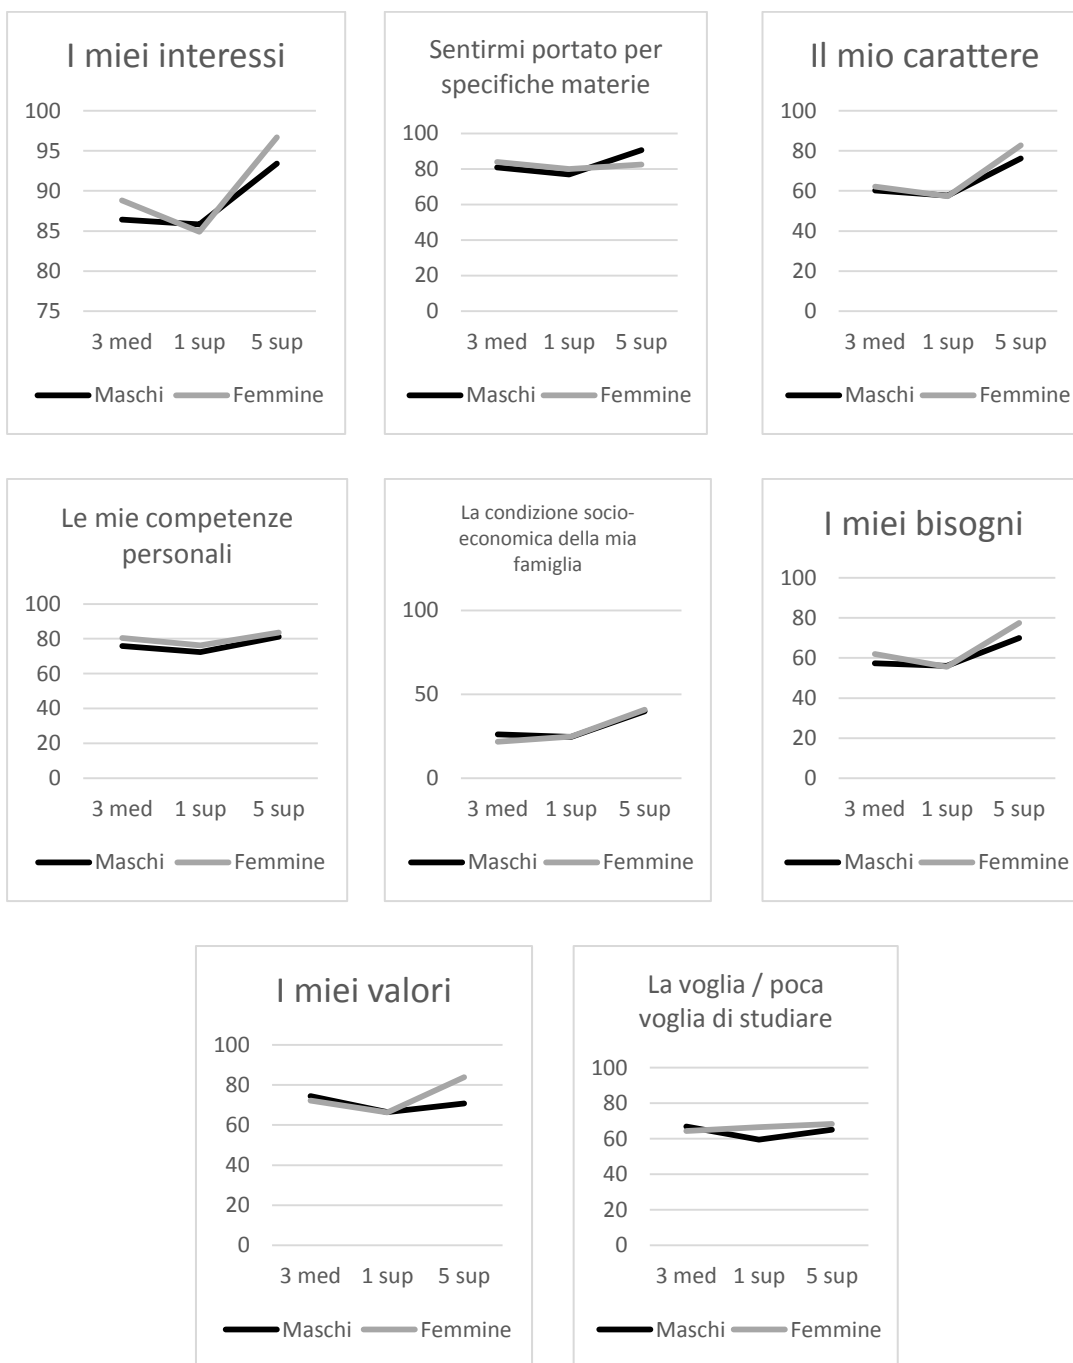 I miei interessi
100
95
90
85
80
75
3 med 1 sup 5 sup
Maschi Femmine
Sentirmi portato per
specifiche materie
100
80
60
40
20
0
3 med 1 sup 5 sup
Maschi Femmine
Il mio carattere
100
80
60
40
20
0
3 med 1 sup 5 sup
Maschi Femmine
Le mie competenze
personali
100
80
60
40
20
0
3 med 1 sup 5 sup
Maschi Femmine
La condizione socio-
economica della mia
famiglia
100
50
0
3 med 1 sup 5 sup
Maschi Femmine
I miei bisogni
100
80
60
40
20
0
3 med 1 sup 5 sup
Maschi Femmine
I miei valori
100
80
60
40
20
0
3 med 1 sup 5 sup
Maschi Femmine
La voglia / poca
voglia di studiare
100
80
60
40
20
0
3 med 1 sup 5 sup
Maschi Femmine